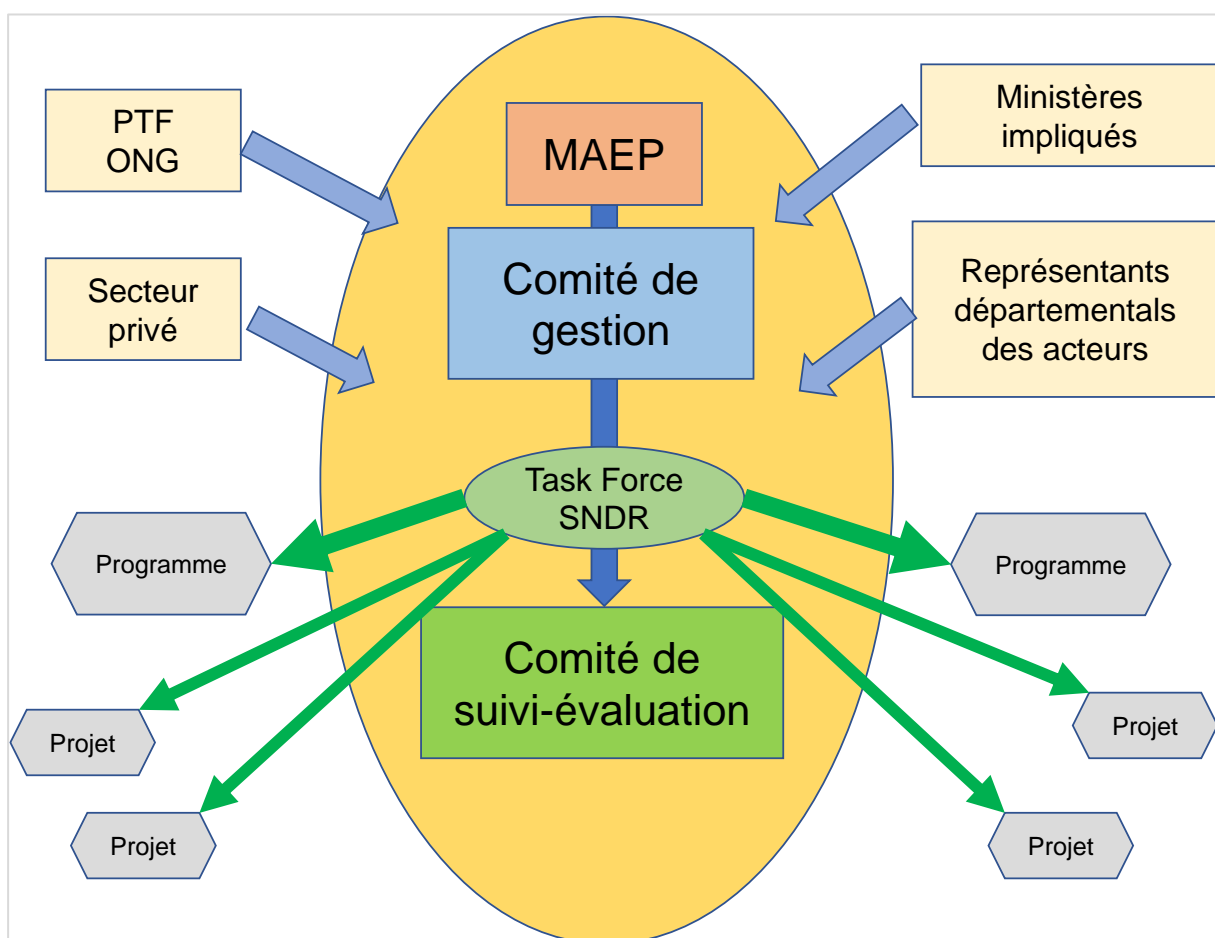 PTF
ONG
MAEP
Ministères
impliqués
Secteur
privé
Comité de
gestion
Représentants
départementals
des acteurs
Task Force
SNDR
Programme
Programme
Comité de
suivi-évaluation
Projet
Projet
Projet
Projet